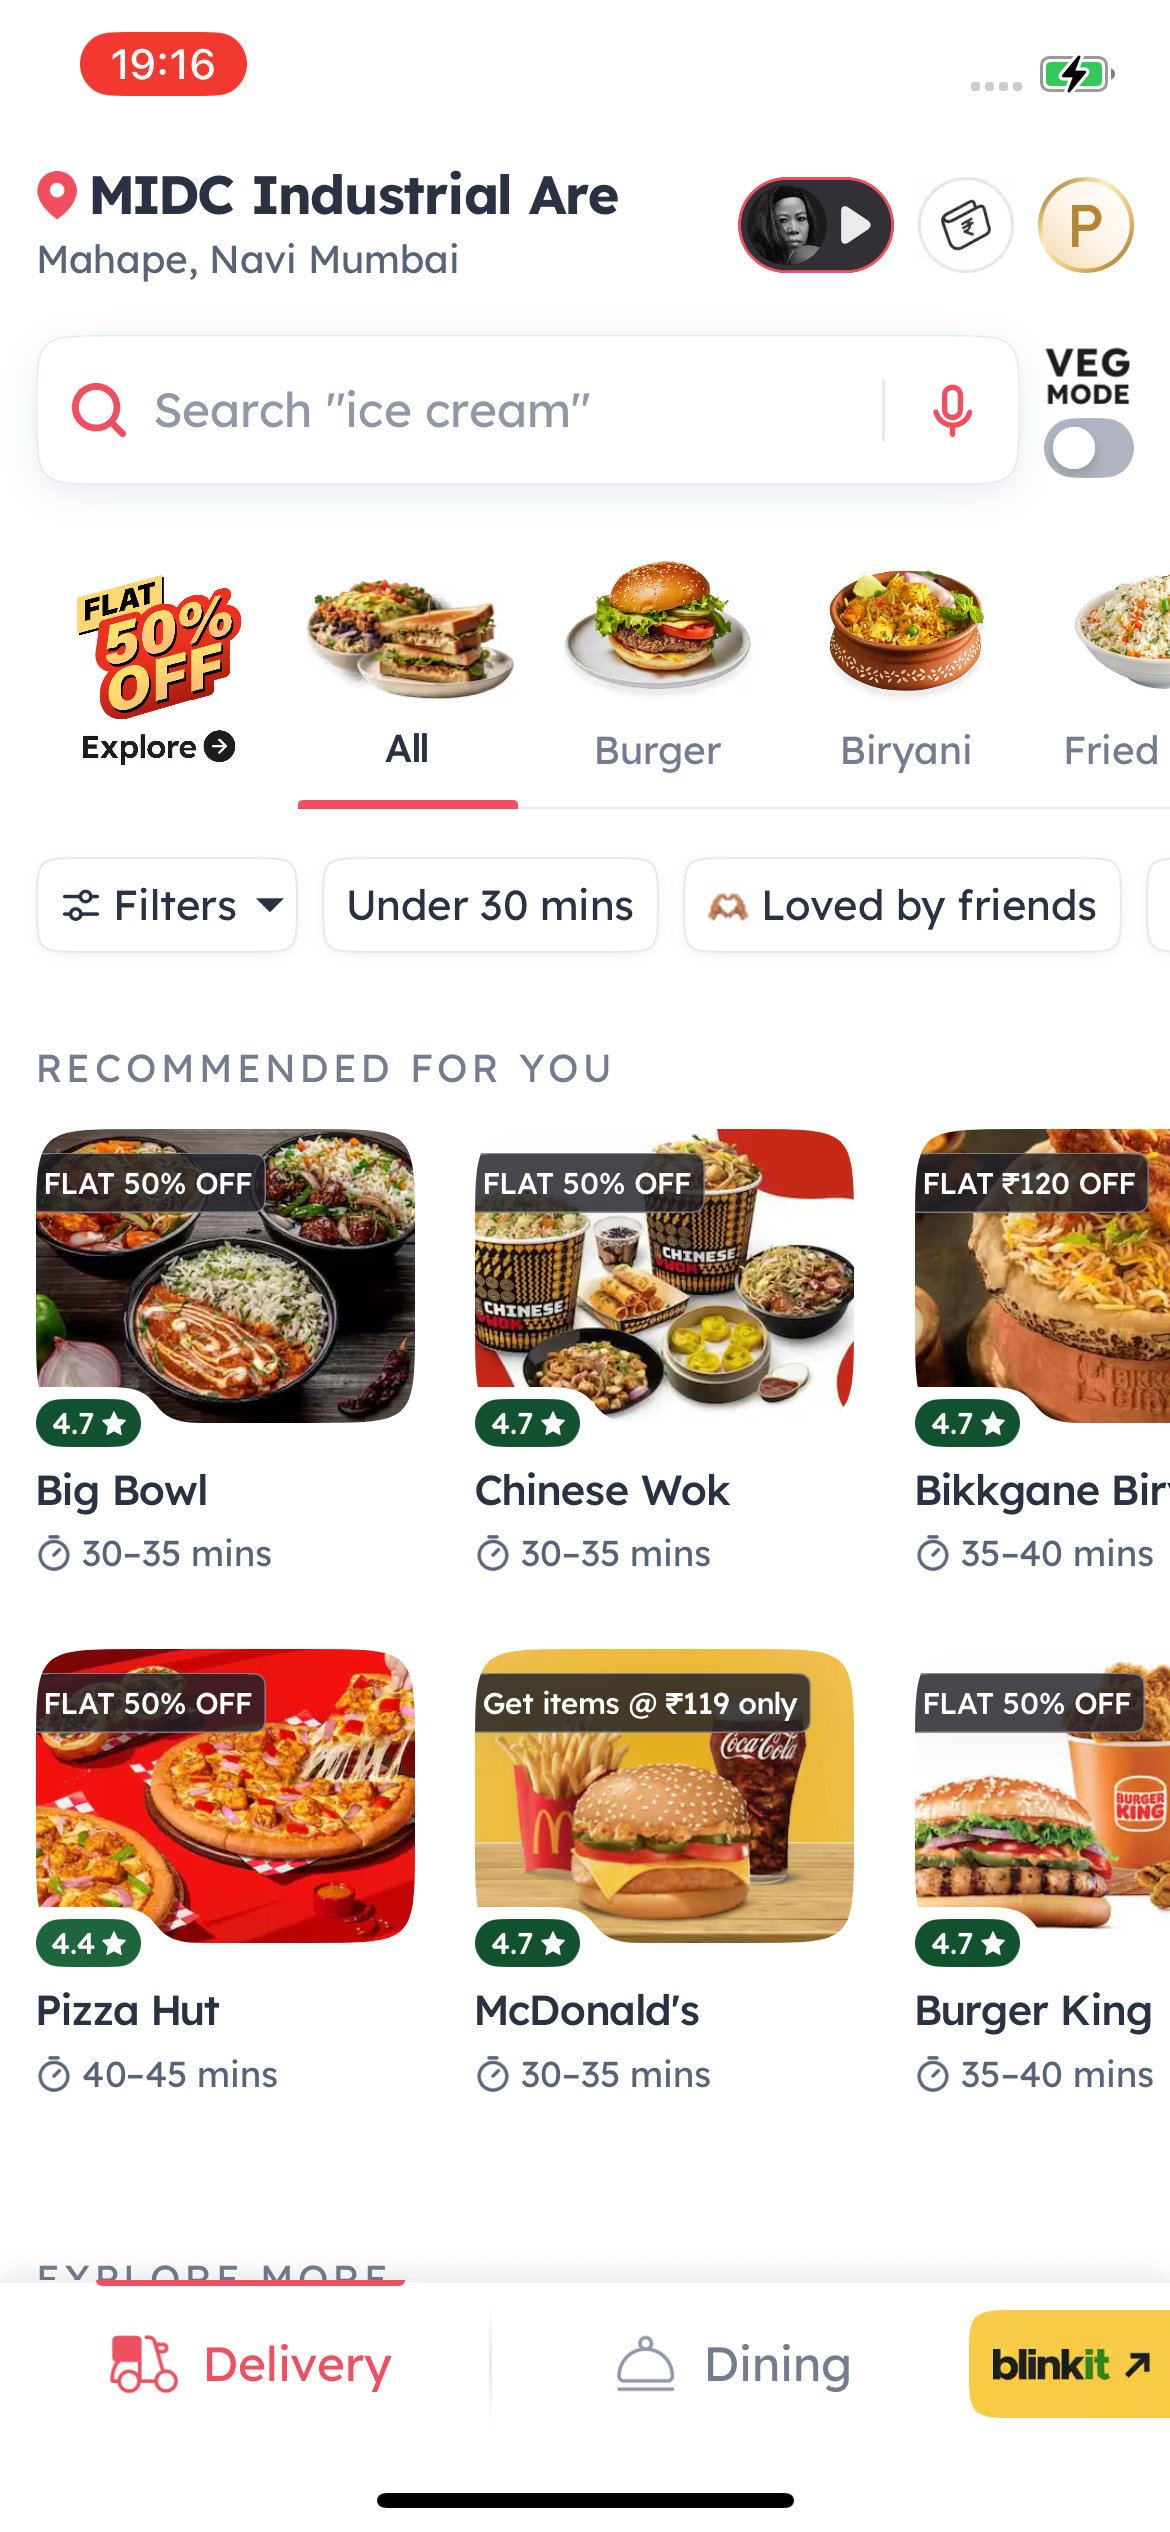 19:16
MIDC Industrial Are
Mahape, Navi Mumbai
₹
P
Search "ice cream"
VEG
MODE
FLAT
50%
OFF
Explore
All
Burger
Biryani
Fried
Filters
Under 30 mins
Loved by friends
RECOMMENDED FOR YOU
FLAT 50% OFF
FLAT 50% OFF
FLAT ₹120 OFF
CHINESE
WOK
CHINESE
WOK
4.7
4.7
4.7
Big Bowl
Chinese Wok
Bikkgane Bir
30–35 mins
30–35 mins
35–40 mins
FLAT 50% OFF
Get items @ ₹119 only
FLAT 50% OFF
Coca-Cola
BURGER
KING
4.4
4.7
4.7
Pizza Hut
McDonald's
Burger King
40–45 mins
30–35 mins
35–40 mins
EXPLORE MORE
Delivery
Dining
blinkit